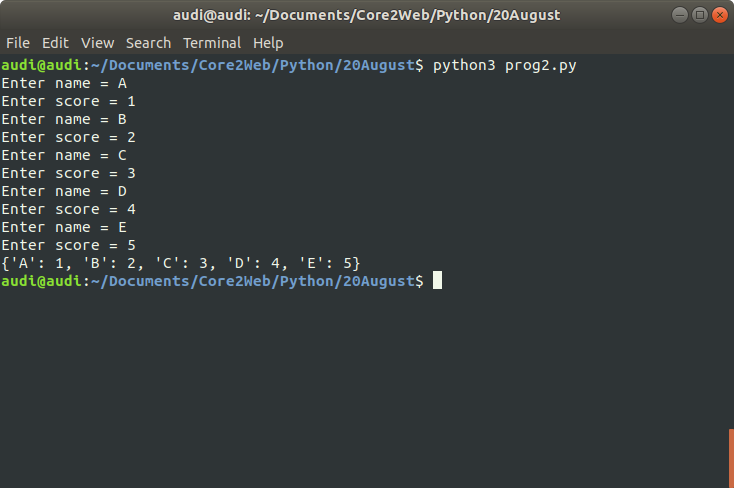 audi@audi: ~/Documents/Core2Web/Python/20August
File Edit View Search Terminal Help
audi@audi:~/Documents/Core2Web/Python/20August$ python3 prog2.py
Enter name = A
Enter score = 1
Enter name = B
Enter score = 2
Enter name = C
Enter score = 3
Enter name = D
Enter score = 4
Enter name = E
Enter score = 5
{'A': 1, 'B': 2, 'C': 3, 'D': 4, 'E': 5}
audi@audi:~/Documents/Core2Web/Python/20August$